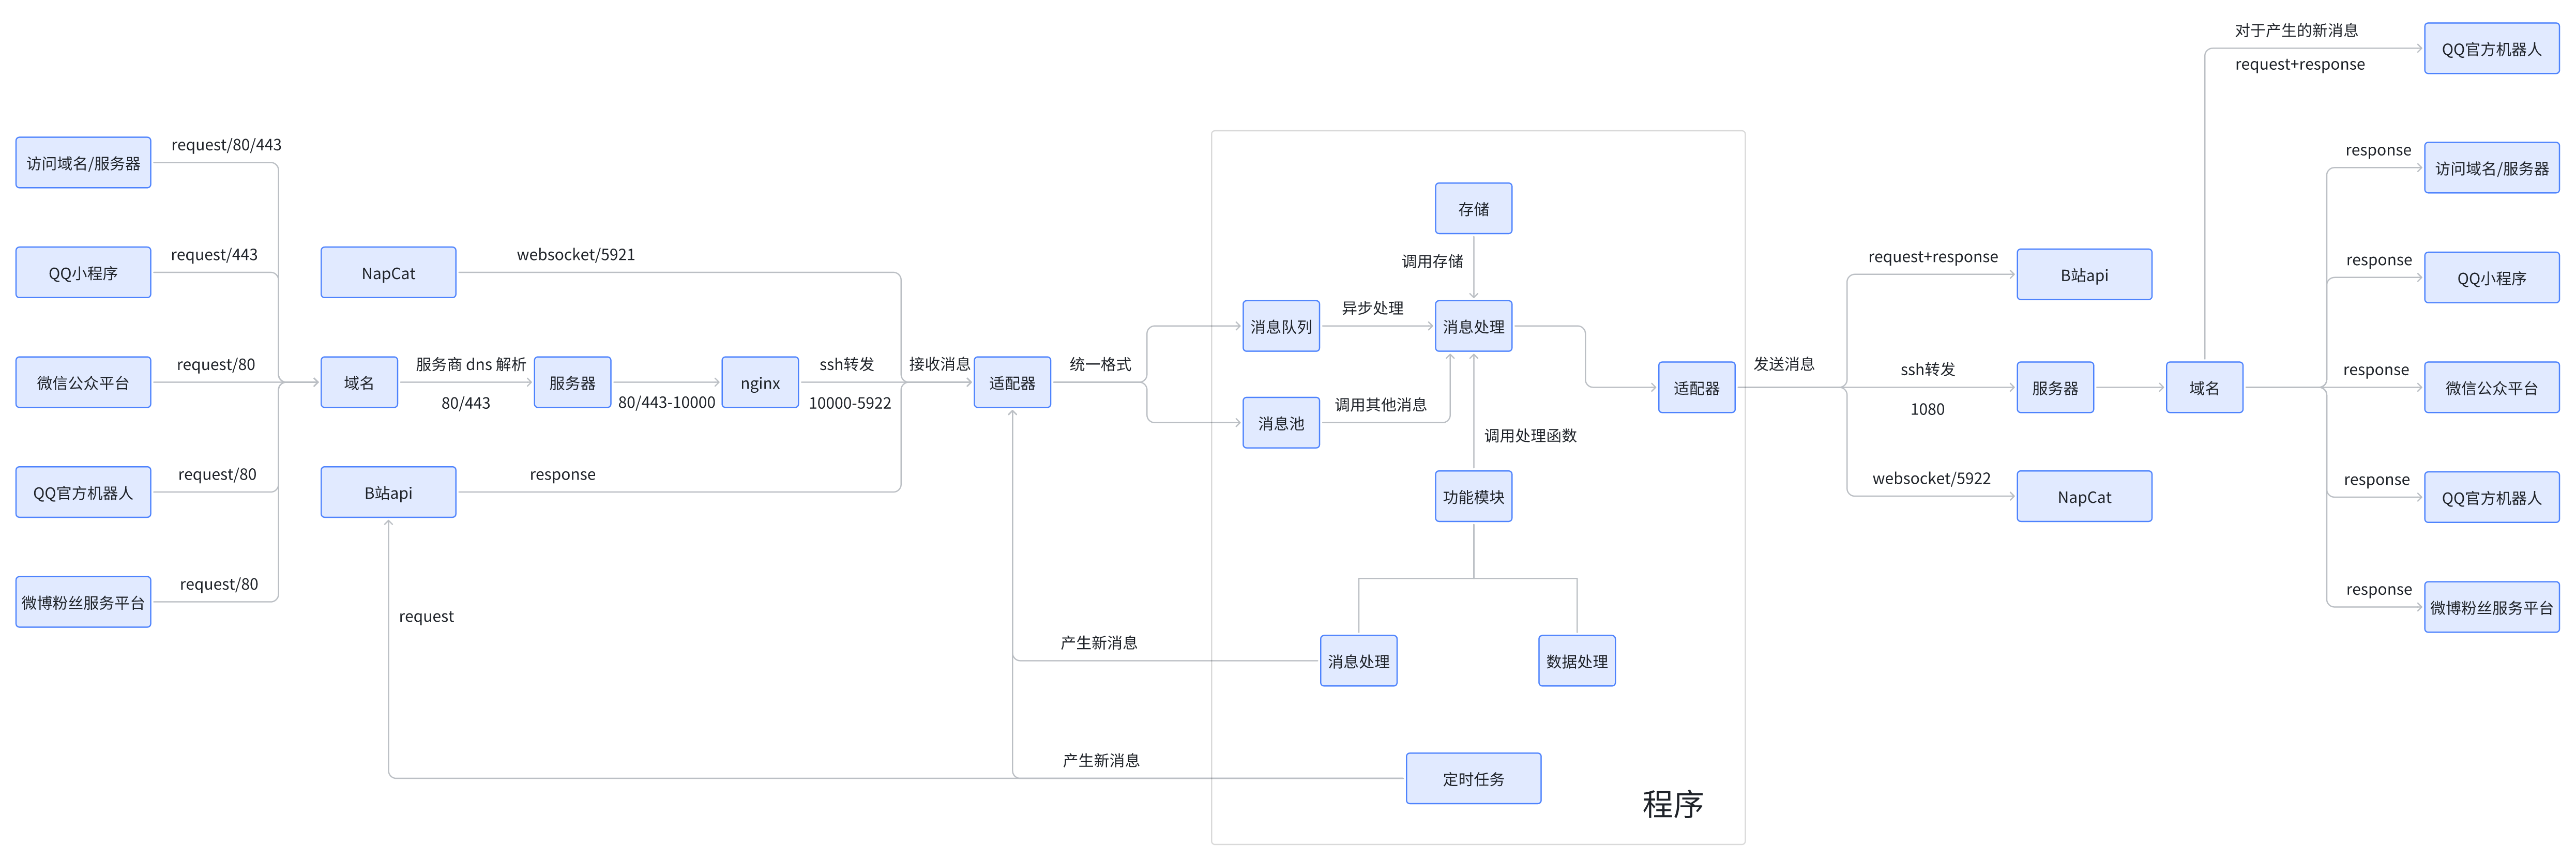 访问域名/服务器
request/80/443
QQ小程序
request/443
微信公众平台
request/80
QQ官方机器人
request/80
微博粉丝服务平台
request/80
NapCat
websocket/5921
域名
服务商 dns 解析
80/443
服务器
80/443-10000
nginx
ssh转发
10000-5922
B站api
response
request
接收消息
适配器
统一格式
产生新消息
产生新消息
存储
调用存储
消息队列
异步处理
消息处理
消息池
调用其他消息
调用处理函数
功能模块
消息处理
数据处理
定时任务
程序
适配器
发送消息
request+response
B站api
ssh转发
1080
服务器
域名
websocket/5922
NapCat
对于产生的新消息
request+response
QQ官方机器人
response
访问域名/服务器
response
QQ小程序
response
微信公众平台
response
QQ官方机器人
response
微博粉丝服务平台